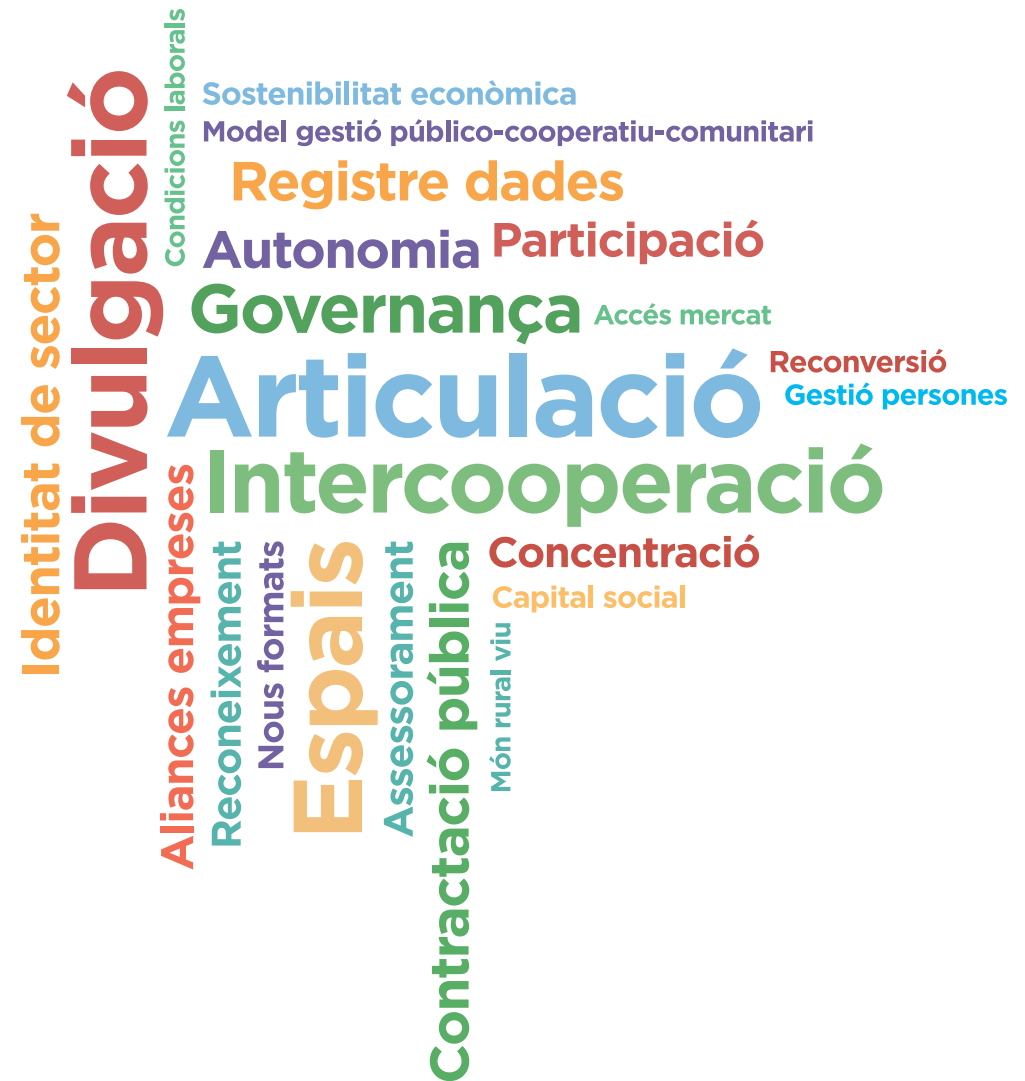 Condicions laborals
Divulgació
Identitat de sector
Sostenibilitat econòmica
Model gestió público-cooperatiu-comunitari
Registre dades
Autonomia
Participació
Governança
Accés mercat
Articulació
Reconversió
Gestió persones
Intercooperació
Aliances empreses
Reconeixement
Nous formats
Espais
Assessorament
Contractació pública
Concentració
Capital social
Món rural viu